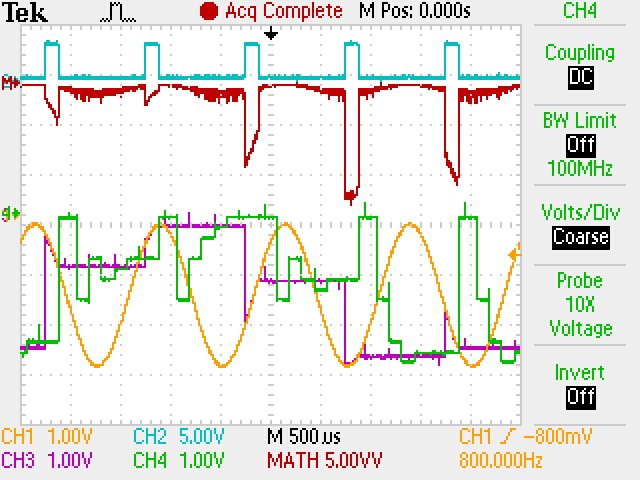 Tek Acq Complete M Pos: 0.000s CH4
Coupling
DC
BW Limit
Off
100MHz
Volts/Div
Coarse
Probe
10X
Voltage
Invert
Off
CH1 1.00V CH2 5.00V M 500µs CH1 -800mV
CH3 1.00V CH4 1.00V MATH 5.00VV 800.000Hz